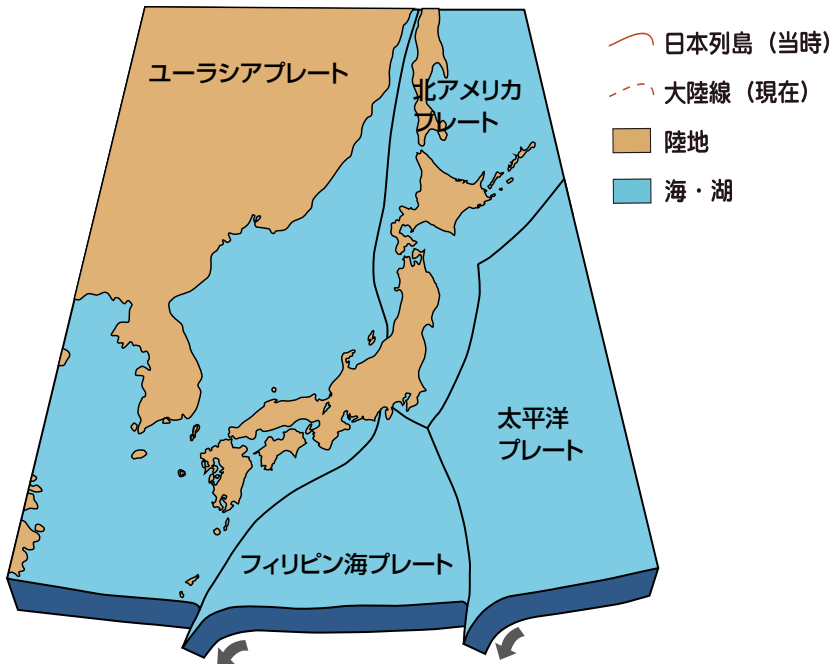 ユーラシアプレート
北アメリカ
プレート
日本列島（当時）
大陸線（現在）
陸地
海・湖
太平洋
プレート
フィリピン海プレート